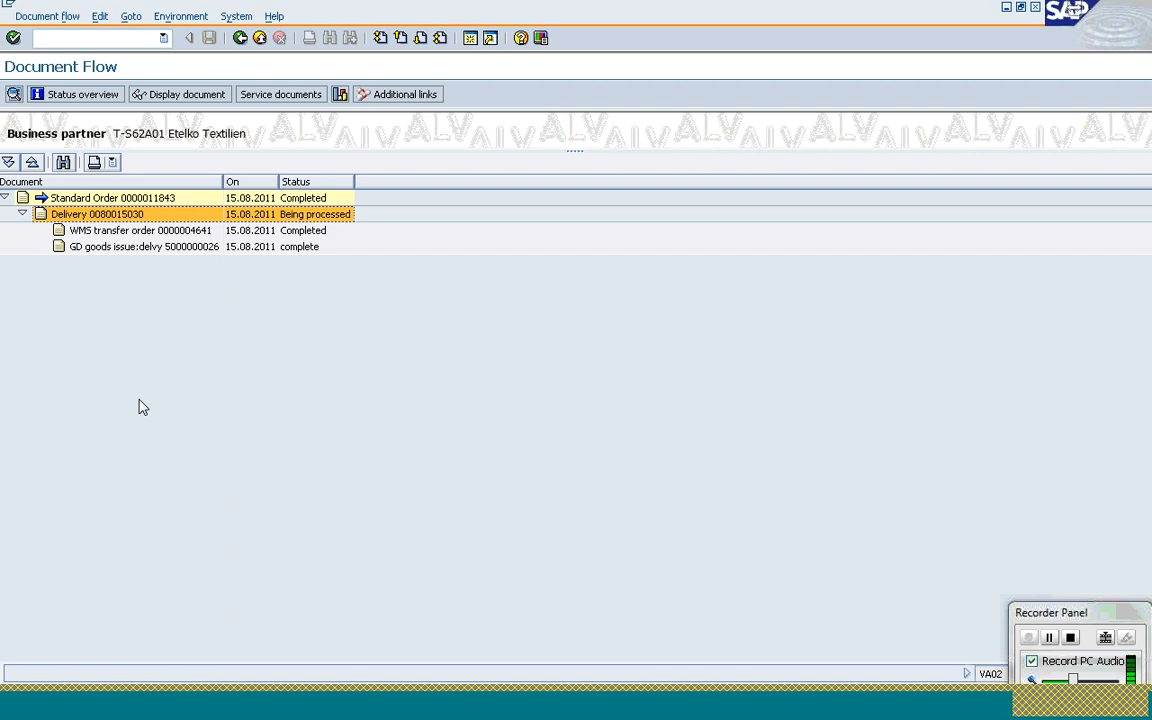 Document flow Edit Goto Environment System Help
SAP
Document Flow
Status overview Display document Service documents Additional links
Business partner T-S62A01 Etelko Textilien
Document On Status
Standard Order 0000011843 15.08.2011 Completed
Delivery 0080015030 15.08.2011 Being processed
WMS transfer order 0000004641 15.08.2011 Completed
GD goods issue:delvy 5000000026 15.08.2011 complete
Recorder Panel
Record PC Audio
VA02